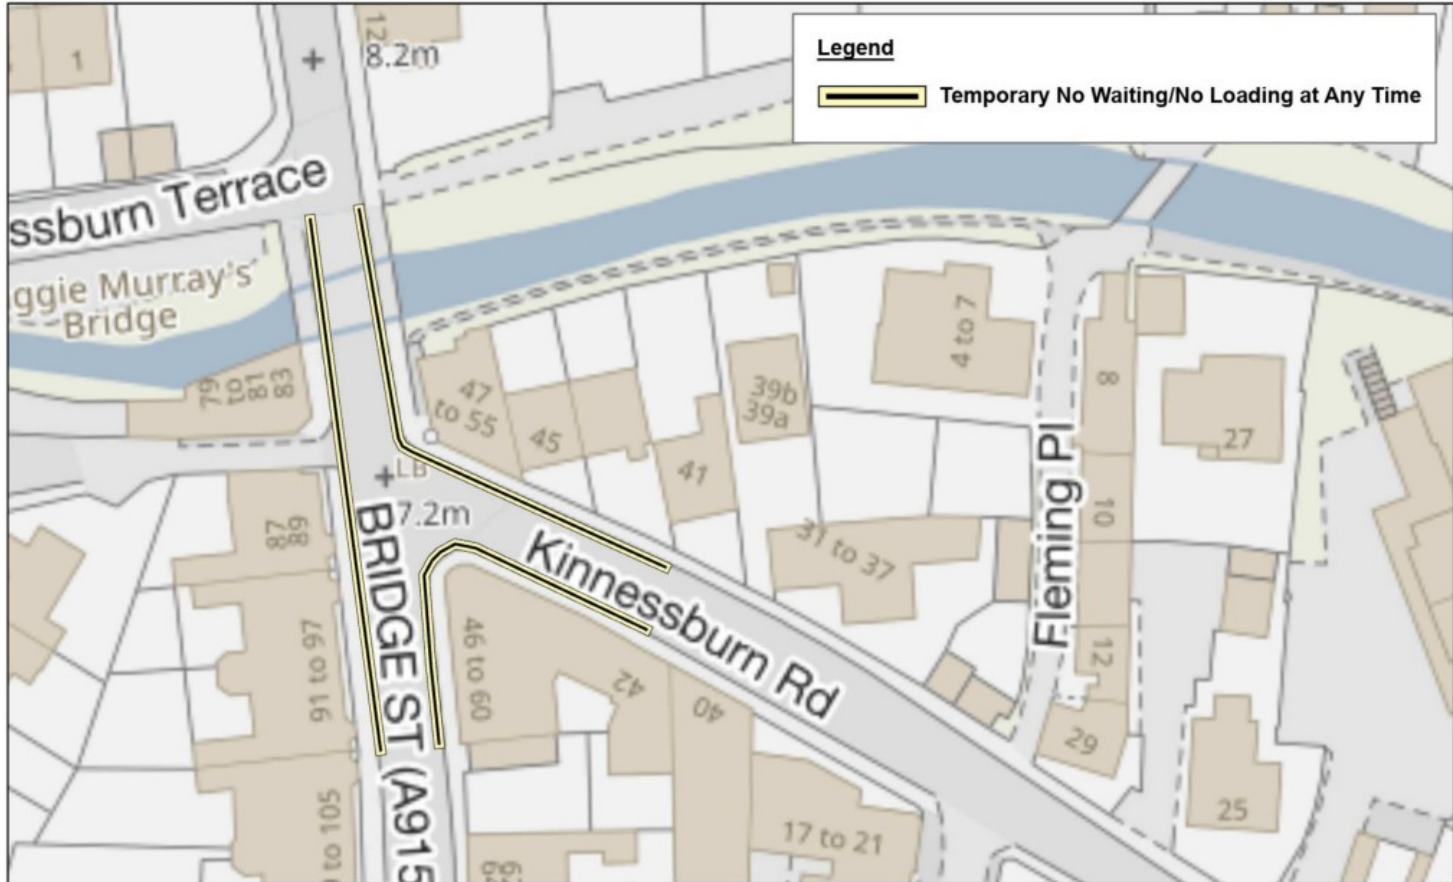 Legend
Temporary No Waiting/No Loading at Any Time
1
12
8.2m
ssburn Terrace
ggie Murray's
Bridge
79
to
81
83
47
to 55
45
41
39b
39a
4 to 7
8
27
LB
7.2m
87
89
BRIDGE ST (A915
Kinnessburn Rd
31 to 37
Fleming Pl
10
12
91 to 97
46 to 60
42
40
29
25
105
17 to 21